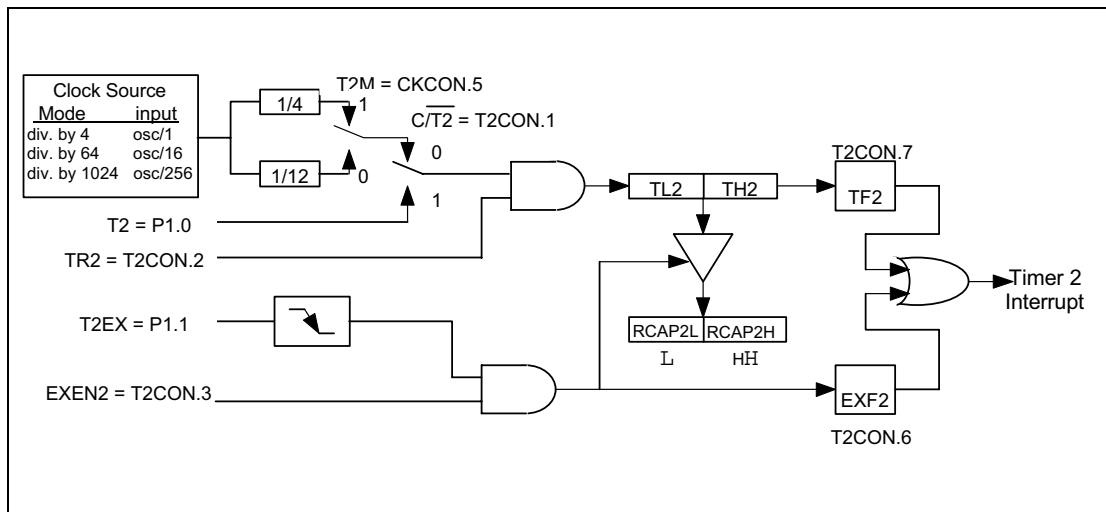 Clock Source
Mode input
div. by 4 osc/1
div. by 64 osc/16
div. by 1024 osc/256
1/4
1/12
T2M = CKCON.5
1
0
C/T2 = T2CON.1
0
1
T2 = P1.0
TR2 = T2CON.2
TL2 TH2
T2CON.7
TF2
Timer 2
Interrupt
T2EX = P1.1
RCAP2L RCAP2H
L HH
EXEN2 = T2CON.3
EXF2
T2CON.6